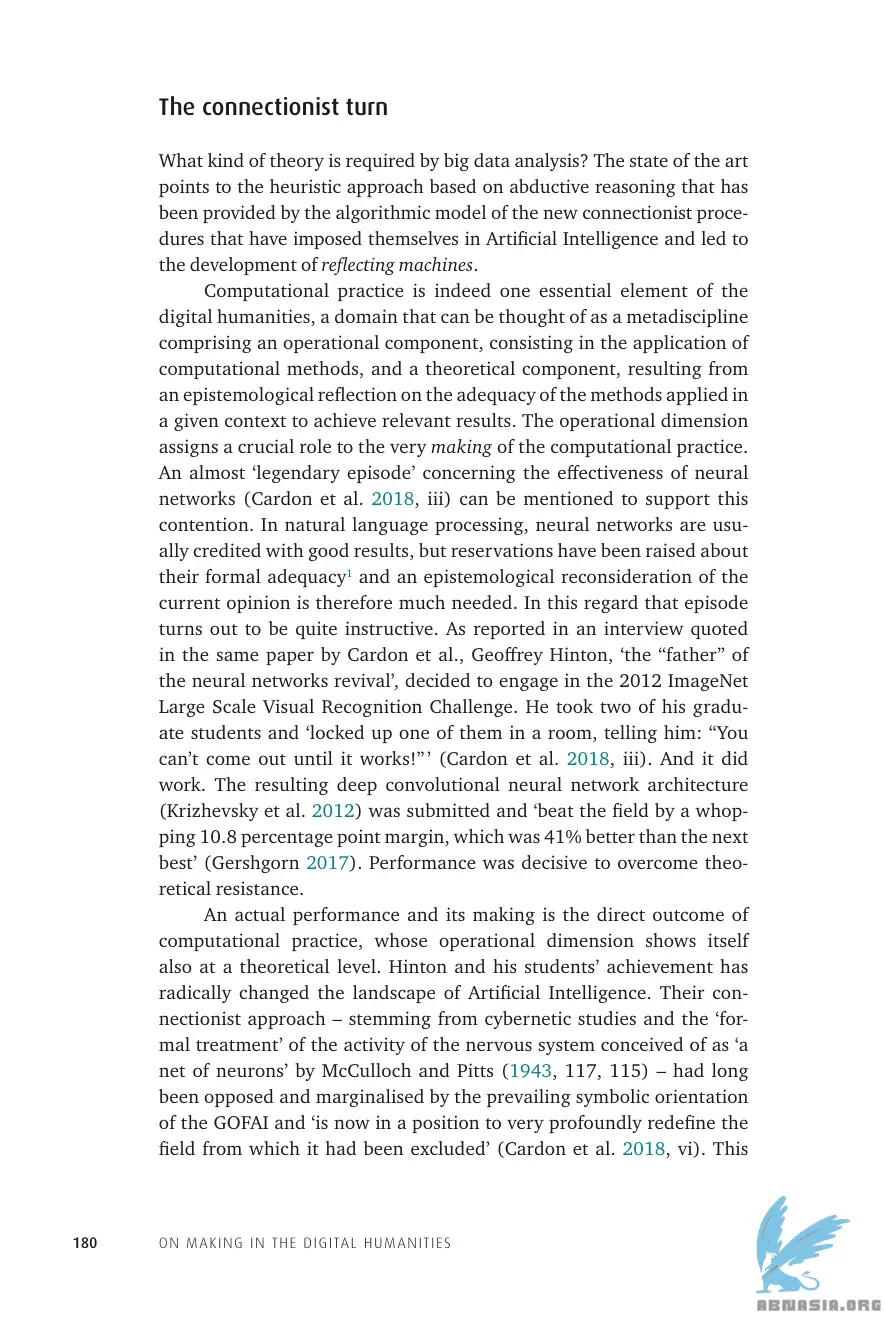 The connectionist turn
What kind of theory is required by big data analysis? The state of the art
points to the heuristic approach based on abductive reasoning that has
been provided by the algorithmic model of the new connectionist proce-
dures that have imposed themselves in Artificial Intelligence and led to
the development of reflecting machines.
Computational practice is indeed one essential element of the
digital humanities, a domain that can be thought of as a metadiscipline
comprising an operational component, consisting in the application of
computational methods, and a theoretical component, resulting from
an epistemological reflection on the adequacy of the methods applied in
a given context to achieve relevant results. The operational dimension
assigns a crucial role to the very making of the computational practice.
An almost ‘legendary episode’ concerning the effectiveness of neural
networks (Cardon et al. 2018, iii) can be mentioned to support this
contention. In natural language processing, neural networks are usu-
ally credited with good results, but reservations have been raised about
their formal adequacy1 and an epistemological reconsideration of the
current opinion is therefore much needed. In this regard that episode
turns out to be quite instructive. As reported in an interview quoted
in the same paper by Cardon et al., Geoffrey Hinton, ‘the “father” of
the neural networks revival’, decided to engage in the 2012 ImageNet
Large Scale Visual Recognition Challenge. He took two of his gradu-
ate students and ‘locked up one of them in a room, telling him: “You
can’t come out until it works!”’ (Cardon et al. 2018, iii). And it did
work. The resulting deep convolutional neural network architecture
(Krizhevsky et al. 2012) was submitted and ‘beat the field by a whop-
ping 10.8 percentage point margin, which was 41% better than the next
best’ (Gershgorn 2017). Performance was decisive to overcome theo-
retical resistance.
An actual performance and its making is the direct outcome of
computational practice, whose operational dimension shows itself
also at a theoretical level. Hinton and his students’ achievement has
radically changed the landscape of Artificial Intelligence. Their con-
nectionist approach – stemming from cybernetic studies and the ‘for-
mal treatment’ of the activity of the nervous system conceived of as ‘a
net of neurons’ by McCulloch and Pitts (1943, 117, 115) – had long
been opposed and marginalised by the prevailing symbolic orientation
of the GOFAI and ‘is now in a position to very profoundly redefine the
field from which it had been excluded’ (Cardon et al. 2018, vi). This
180 ON MAKING IN THE DIGITAL HUMANITIES
ABNASIA.ORG